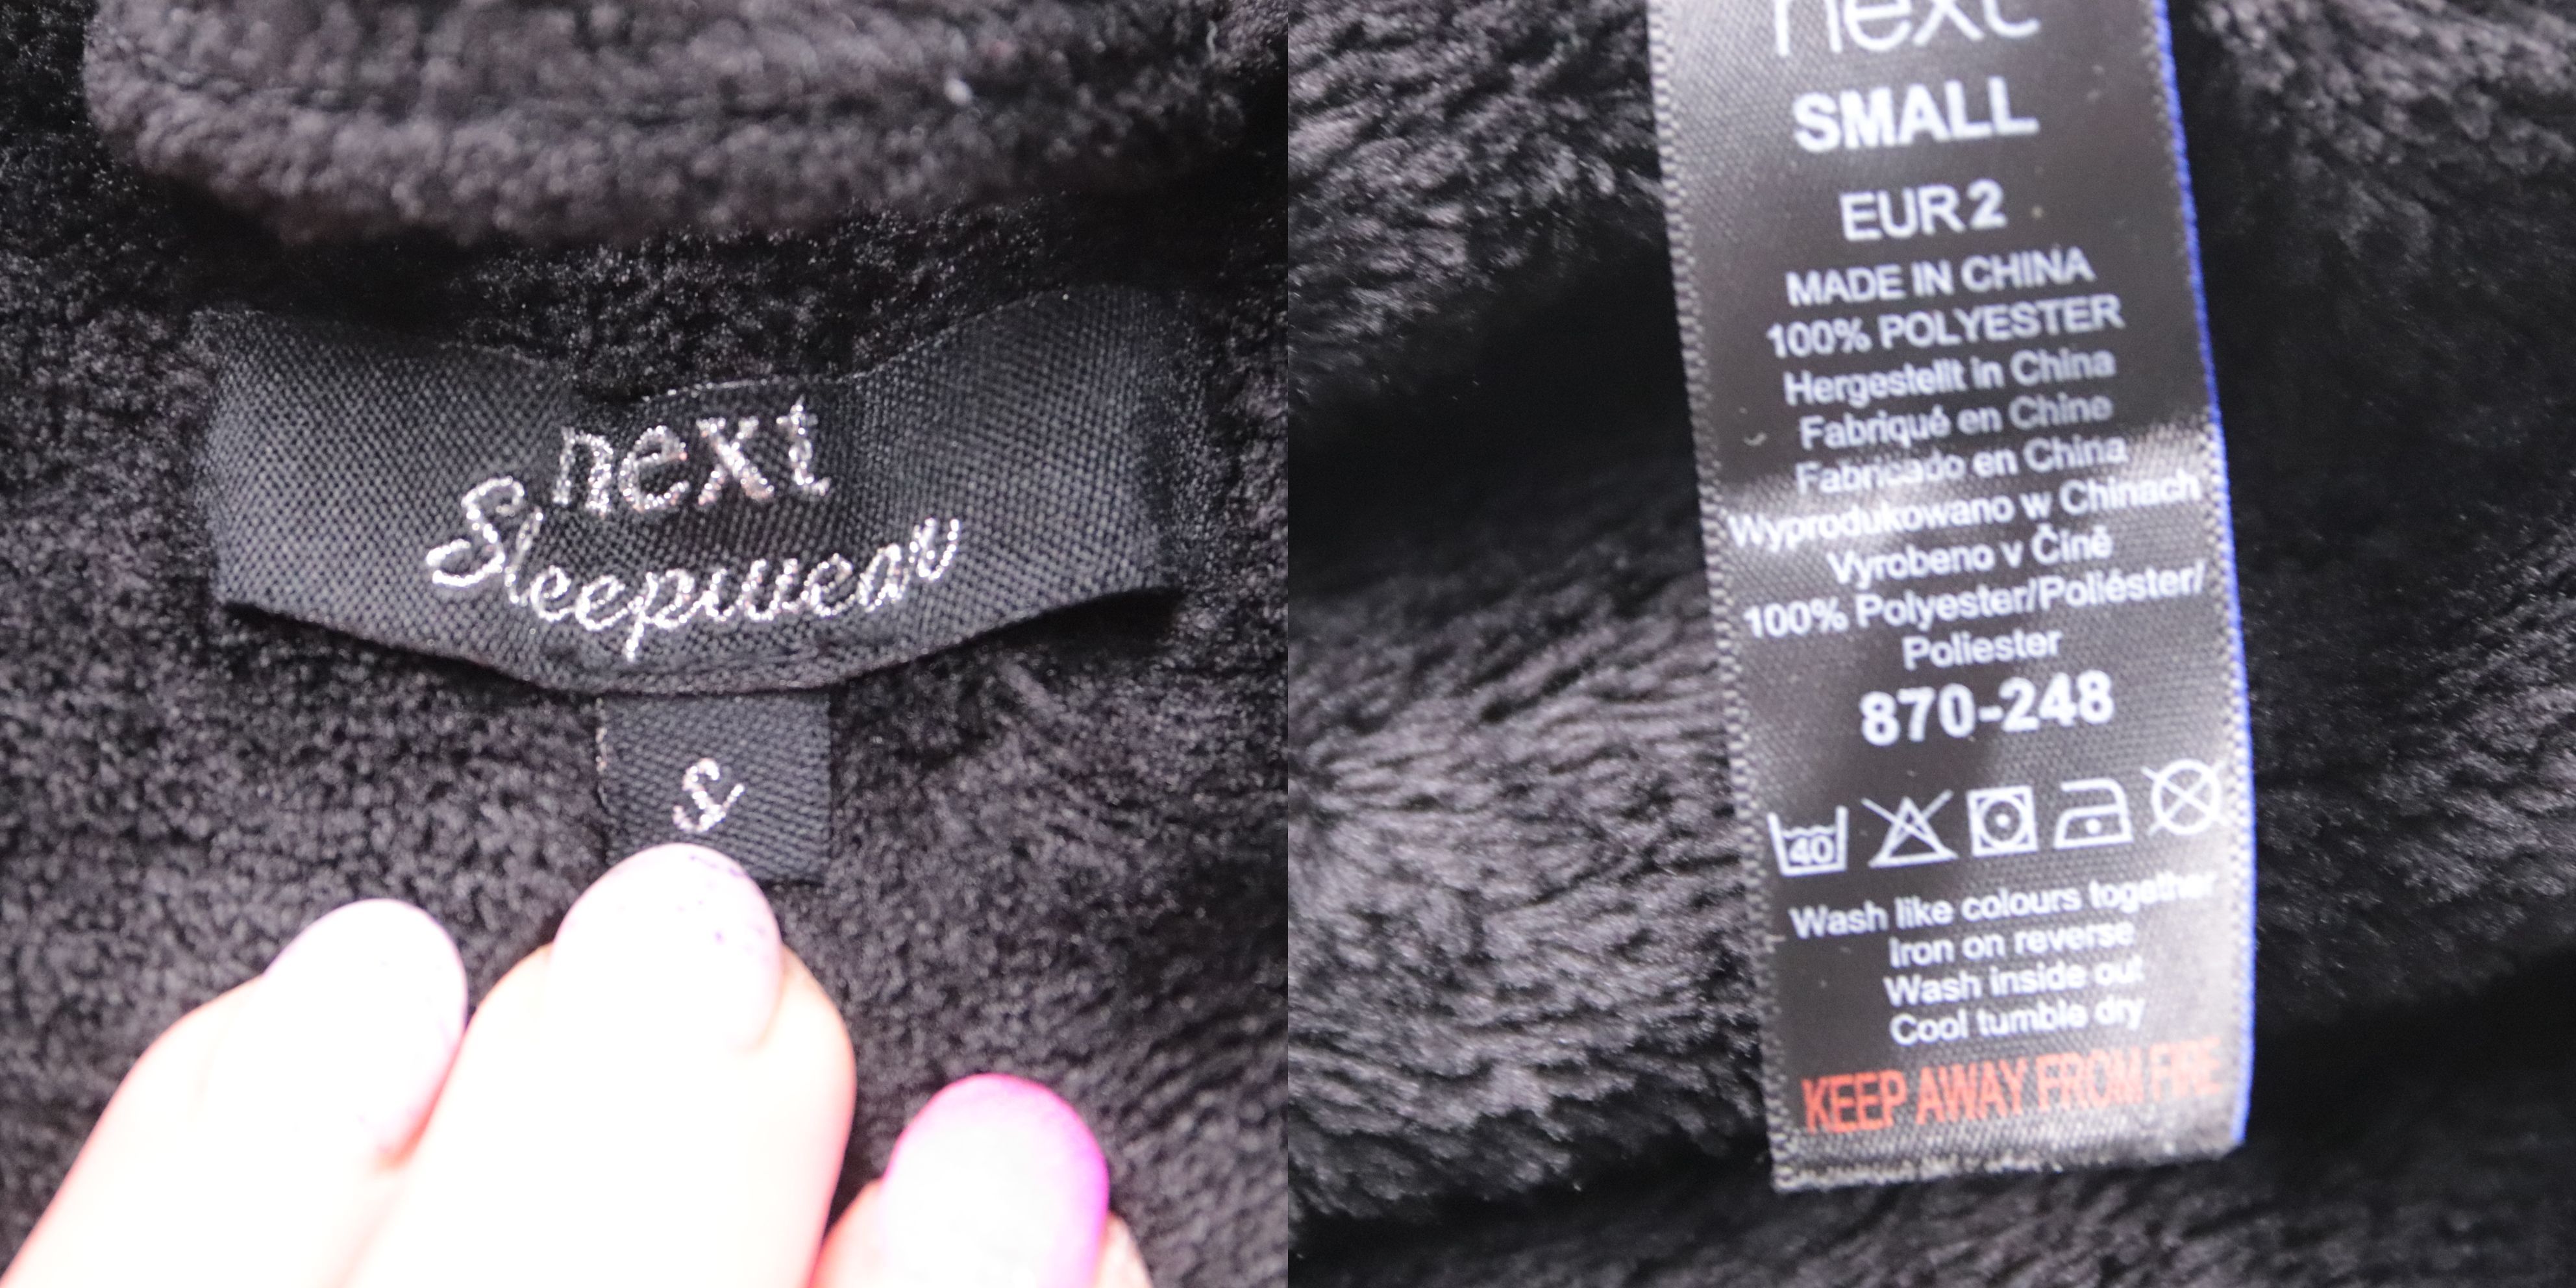 next
Sleepwear
S
next
SMALL
EUR 2
MADE IN CHINA
100% POLYESTER
Hergestellt in China
Fabriqué en Chine
Fabricado en China
Wyprodukowano w Chinach
Vyrobeno v Číně
100% Polyester/Poliéster/
Poliester
870-248
40
Wash like colours together
Iron on reverse
Wash inside out
Cool tumble dry
KEEP AWAY FROM FIRE